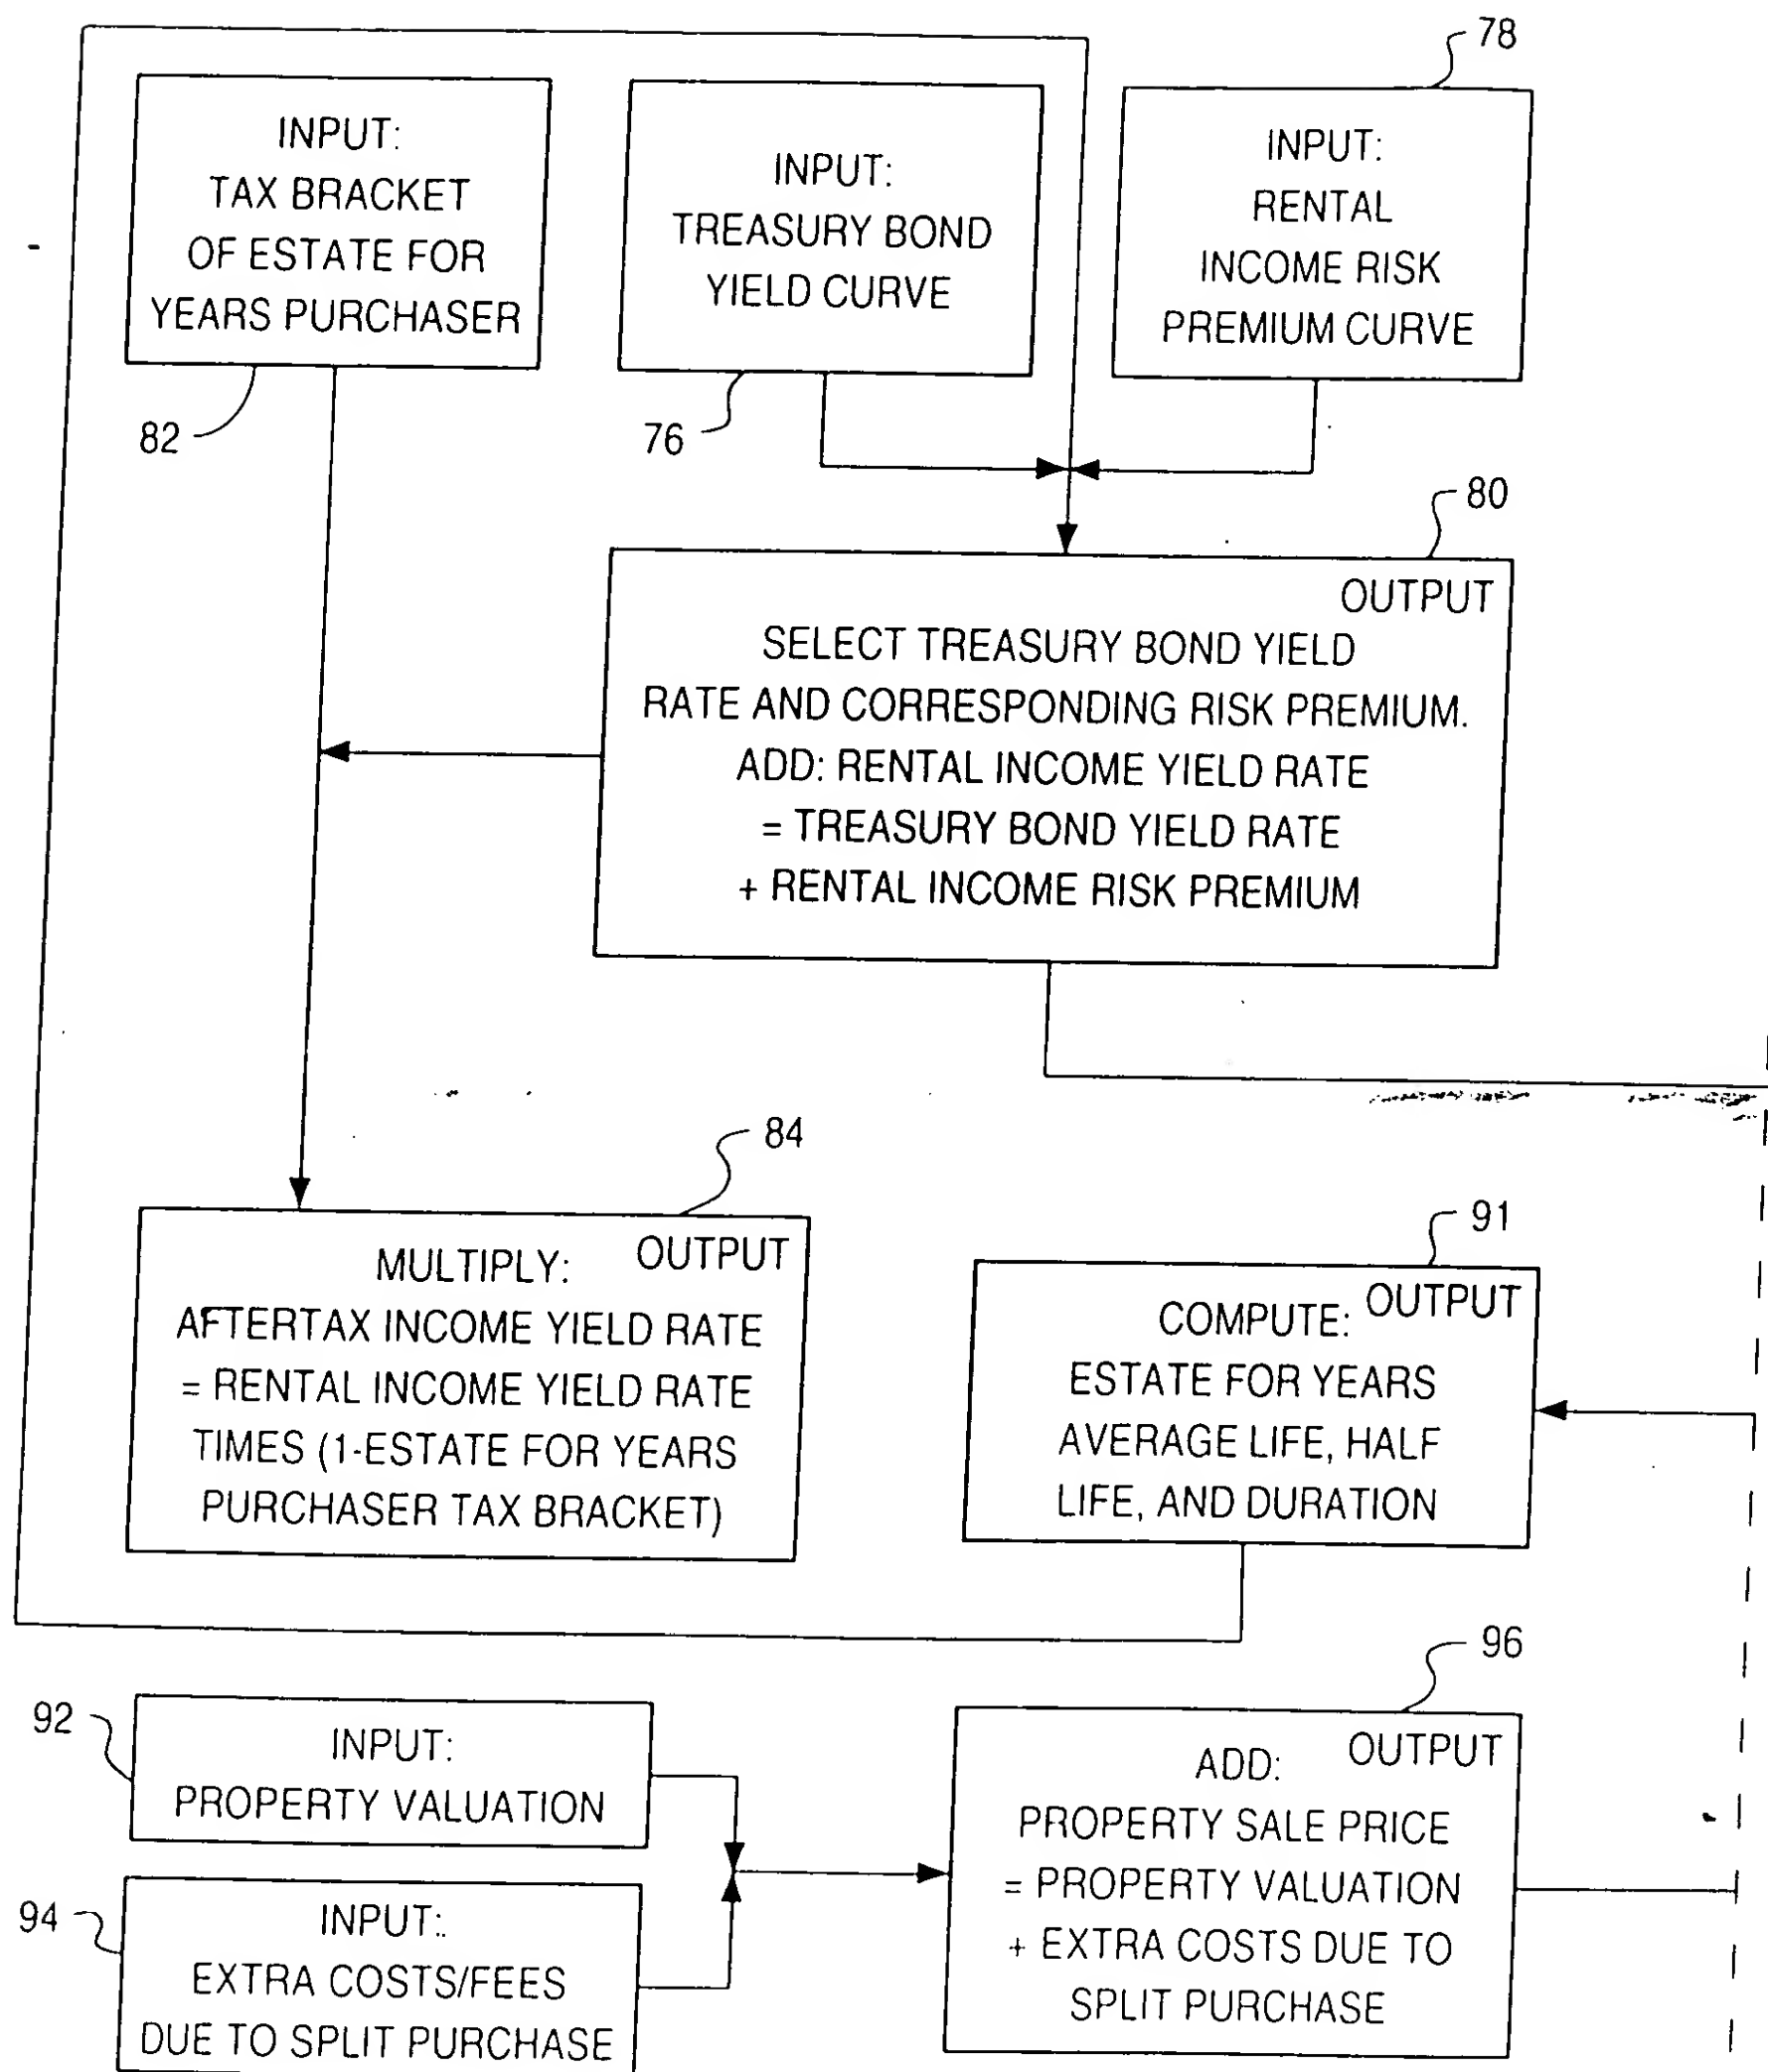 78
INPUT:
TAX BRACKET
OF ESTATE FOR
YEARS PURCHASER
82
INPUT:
TREASURY BOND
YIELD CURVE
76
INPUT:
RENTAL
INCOME RISK
PREMIUM CURVE
80
OUTPUT
SELECT TREASURY BOND YIELD
RATE AND CORRESPONDING RISK PREMIUM.
ADD: RENTAL INCOME YIELD RATE
= TREASURY BOND YIELD RATE
+ RENTAL INCOME RISK PREMIUM
84
MULTIPLY: OUTPUT
AFTERTAX INCOME YIELD RATE
= RENTAL INCOME YIELD RATE
TIMES (1-ESTATE FOR YEARS
PURCHASER TAX BRACKET)
91
COMPUTE: OUTPUT
ESTATE FOR YEARS
AVERAGE LIFE, HALF
LIFE, AND DURATION
92
INPUT:
PROPERTY VALUATION
94
INPUT:
EXTRA COSTS/FEES
DUE TO SPLIT PURCHASE
96
ADD: OUTPUT
PROPERTY SALE PRICE
= PROPERTY VALUATION
+ EXTRA COSTS DUE TO
SPLIT PURCHASE